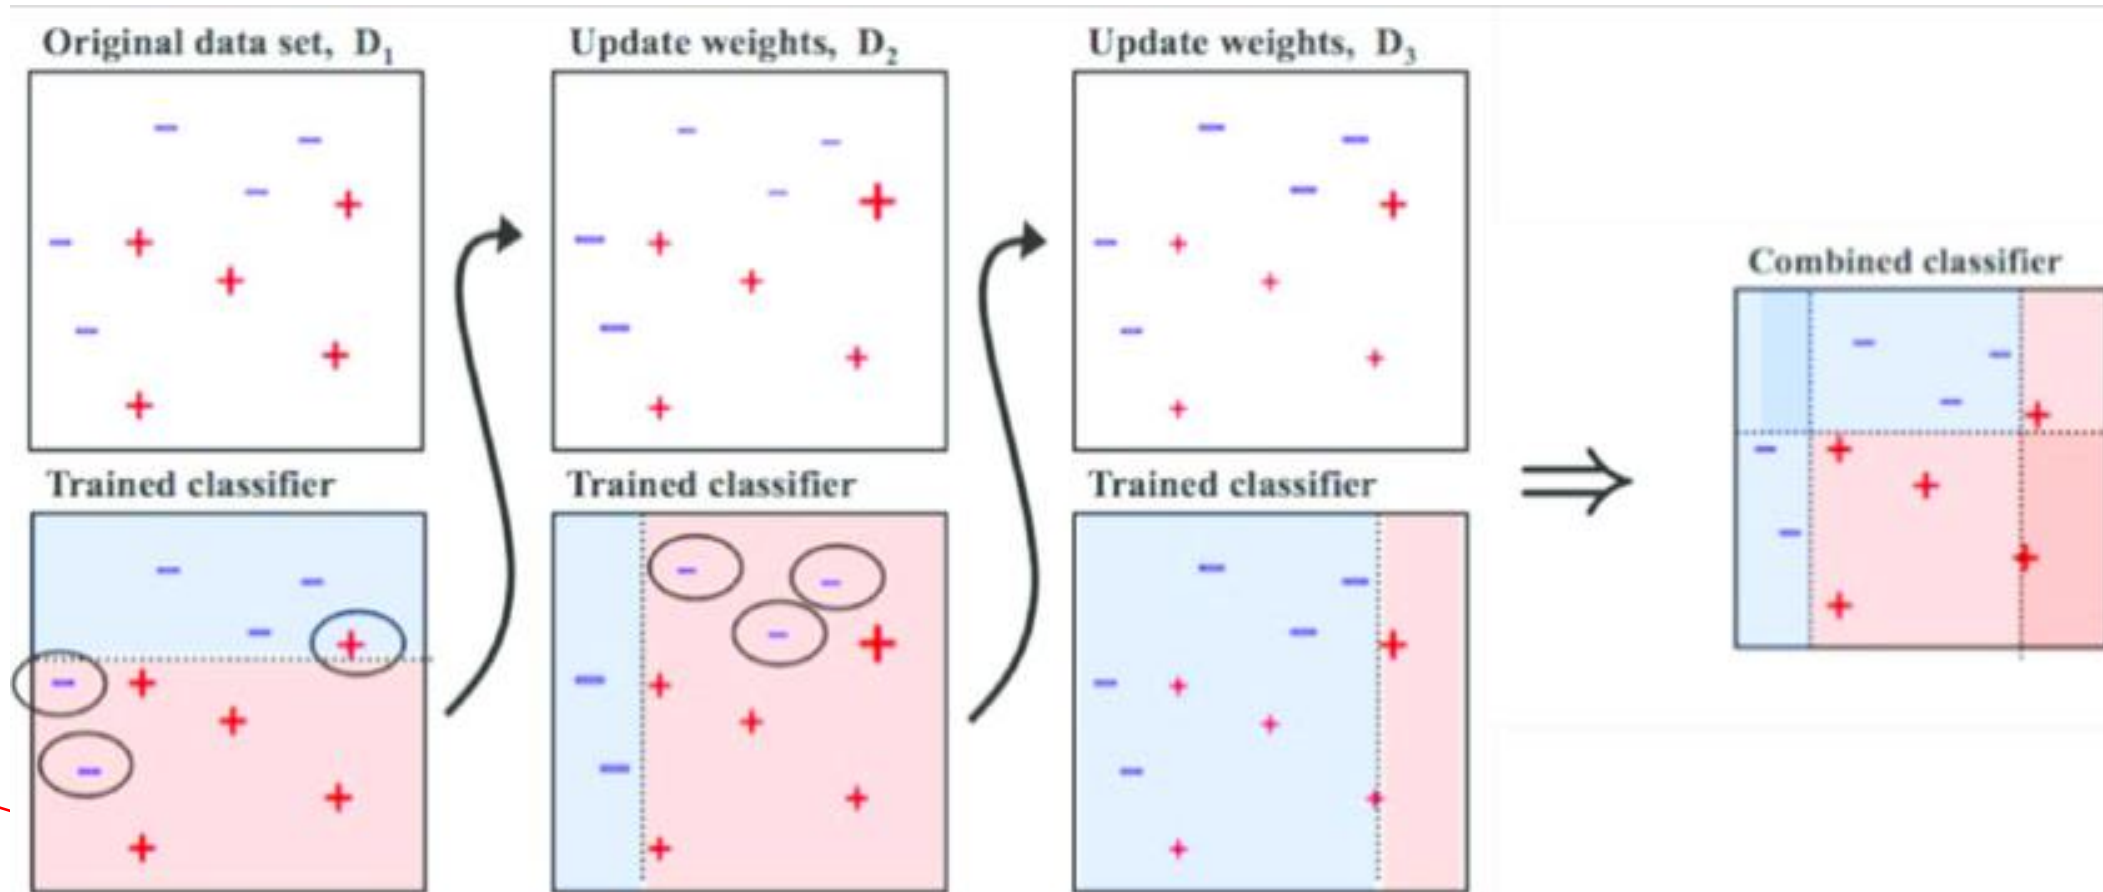 Original data set, D₁
Update weights, D₂
Update weights, D₃
Combined classifier
Trained classifier
Trained classifier
Trained classifier